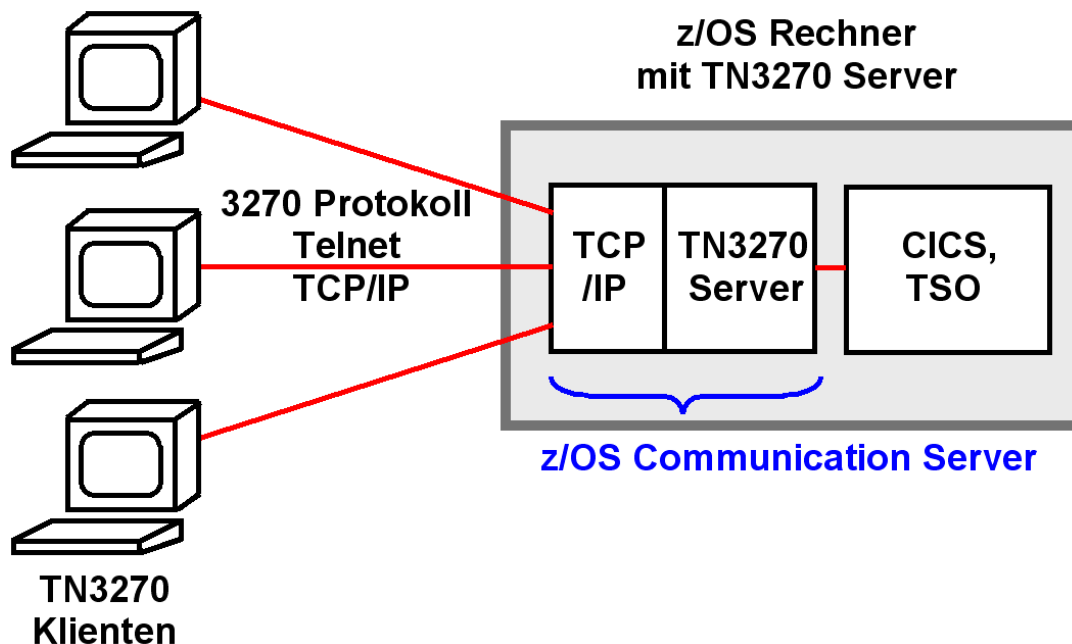 z/OS Rechner
mit TN3270 Server
3270 Protokoll
Telnet
TCP/IP
TCP
/IP
TN3270
Server
CICS,
TSO
z/OS Communication Server
TN3270
Klienten